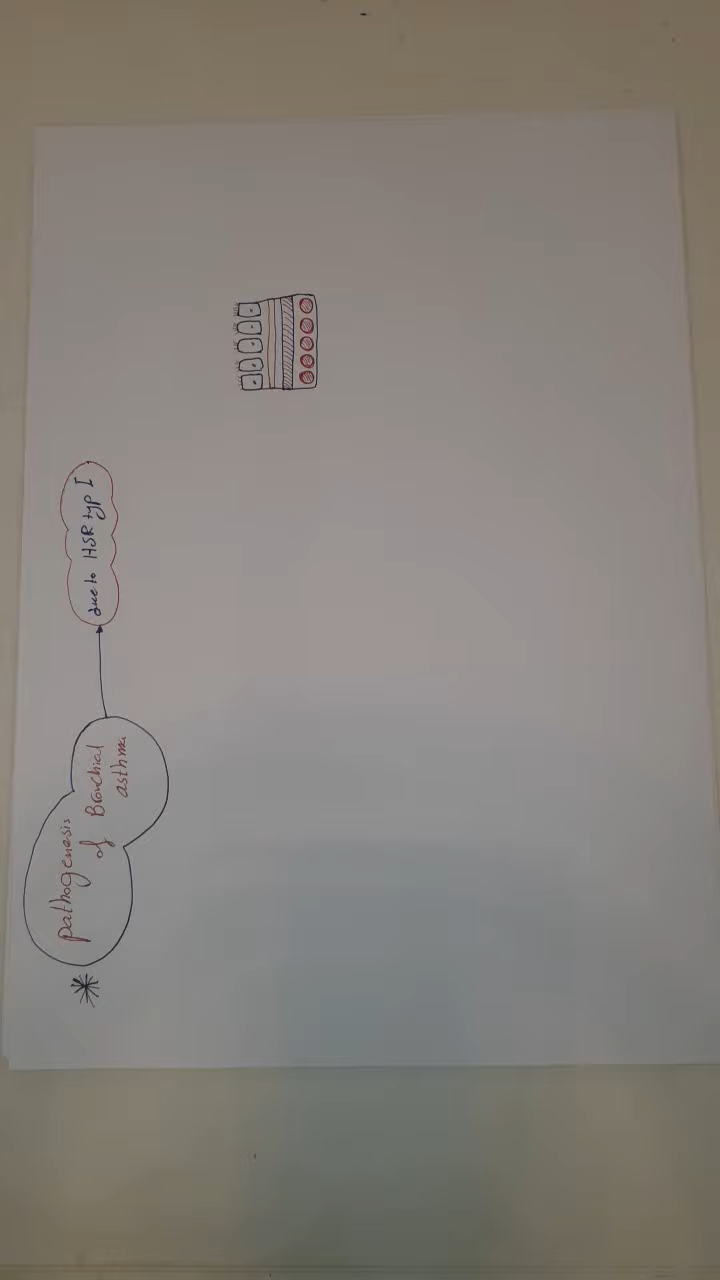 * pathogenesis
of Bronchial
asthma
due to HSR typ I